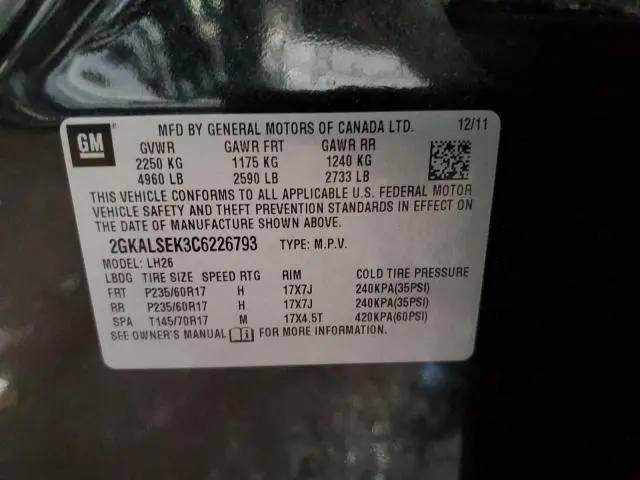 GM MFD BY GENERAL MOTORS OF CANADA LTD. 12/11
GVWR GAWR FRT GAWR RR
2250 KG 1175 KG 1240 KG
4960 LB 2590 LB 2733 LB
THIS VEHICLE CONFORMS TO ALL APPLICABLE U.S. FEDERAL MOTOR
VEHICLE SAFETY AND THEFT PREVENTION STANDARDS IN EFFECT ON
THE DATE OF MANUFACTURE SHOWN ABOVE.
2GKALSEK3C6226793 TYPE: M.P.V.
MODEL: LH26
LBDG TIRE SIZE SPEED RTG RIM COLD TIRE PRESSURE
FRT P235/60R17 H 17X7J 240KPA(35PSI)
RR P235/60R17 H 17X7J 240KPA(35PSI)
SPA T145/70R17 M 17X4.5T 420KPA(60PSI)
SEE OWNER'S MANUAL FOR MORE INFORMATION.